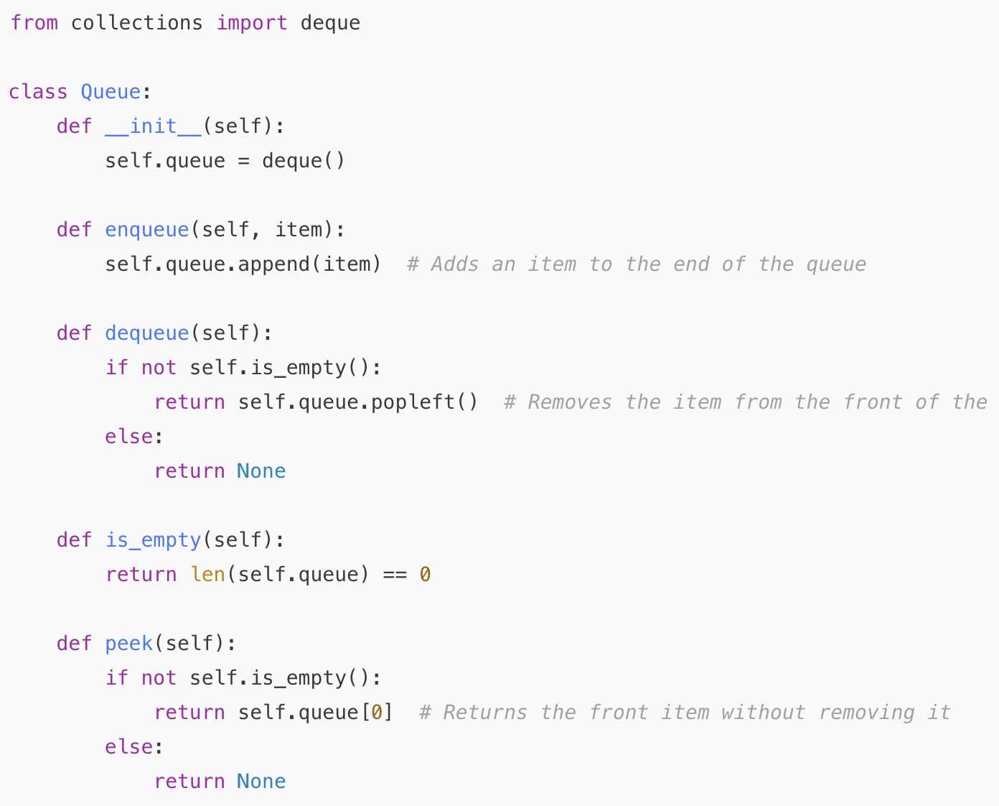 from collections import deque

class Queue:
    def __init__(self):
        self.queue = deque()

    def enqueue(self, item):
        self.queue.append(item)  # Adds an item to the end of the queue

    def dequeue(self):
        if not self.is_empty():
            return self.queue.popleft()  # Removes the item from the front of the
        else:
            return None

    def is_empty(self):
        return len(self.queue) == 0

    def peek(self):
        if not self.is_empty():
            return self.queue[0]  # Returns the front item without removing it
        else:
            return None